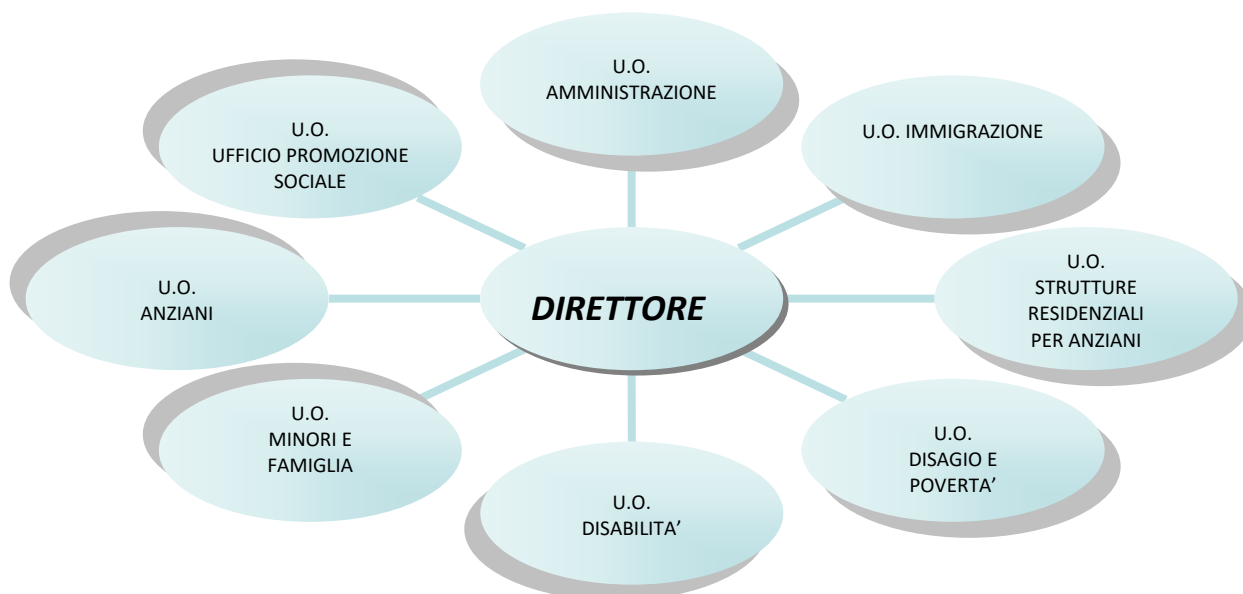 U.O.
AMMINISTRAZIONE
U.O.
UFFICIO PROMOZIONE
SOCIALE
U.O. IMMIGRAZIONE
U.O.
ANZIANI
DIRETTORE
U.O.
STRUTTURE
RESIDENZIALI
PER ANZIANI
U.O.
MINORI E
FAMIGLIA
U.O.
DISAGIO E
POVERTA’
U.O.
DISABILITA’